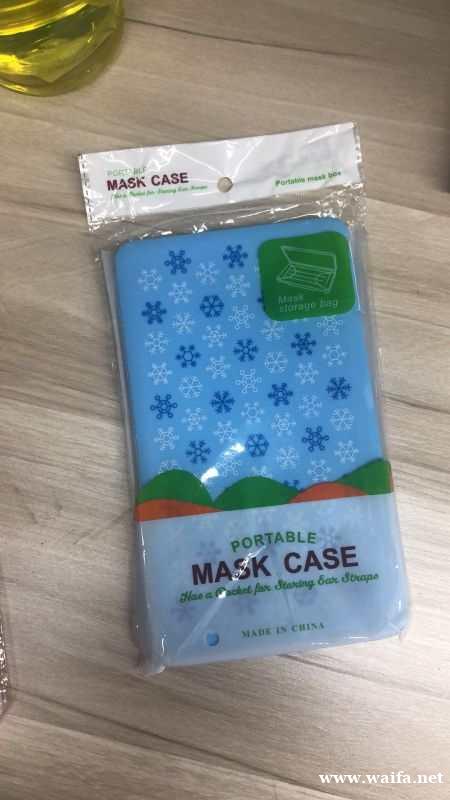 PORTABLE
MASK CASE
Has a Pocket for Storing Ear Straps
Portable mask box
Mask
storage bag
PORTABLE
MASK CASE
Has a Pocket for Storing Ear Straps
MADE IN CHINA
www.waifa.net